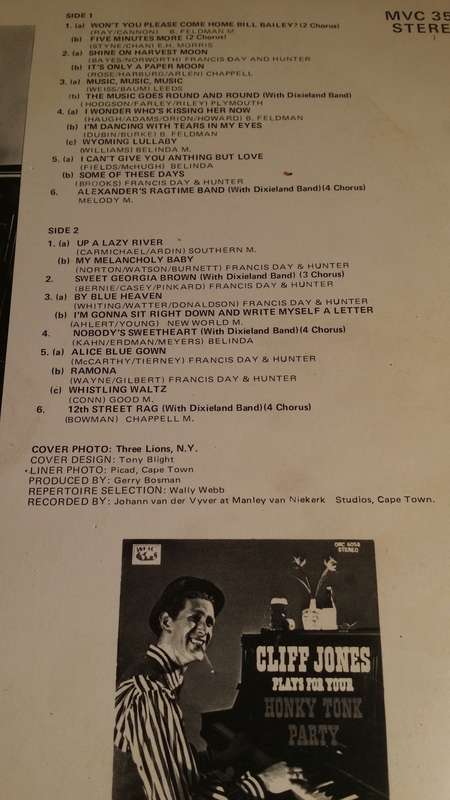 SIDE 1
MVC 35
STERE
1. (a) WON'T YOU PLEASE COME HOME BILL BAILEY? (2 Chorus)
(RAY/CANNON) B. FELDMAN M.
(b) FIVE MINUTES MORE (2 Chorus)
(STYNE/CHAN) E.H. MORRIS
2. (a) SHINE ON HARVEST MOON
(BAYES/NORWORTH) FRANCIS DAY AND HUNTER
(b) IT'S ONLY A PAPER MOON
(ROSE/HARBURG/ARLEN) CHAPPELL
3. (a) MUSIC, MUSIC, MUSIC
(WEISS/BAUM) LEEDS
(b) THE MUSIC GOES ROUND AND ROUND (With Dixieland Band)
(HODGSON/FARLEY/RILEY) PLYMOUTH
4. (a) I WONDER WHO'S KISSING HER NOW
(HAUGH/ADAMS/ORION/HOWARD) B. FELDMAN
(b) I'M DANCING WITH TEARS IN MY EYES
(DUBIN/BURKE) B. FELDMAN
(c) WYOMING LULLABY
(WILLIAMS) BELINDA M.
5. (a) I CAN'T GIVE YOU ANYTHING BUT LOVE
(FIELDS/McHUGH) BELINDA
(b) SOME OF THESE DAYS
(BROOKS) FRANCIS DAY & HUNTER
6. ALEXANDER'S RAGTIME BAND (With Dixieland Band) (4 Chorus)
MELODY M.
SIDE 2
1. (a) UP A LAZY RIVER
(CARMICHAEL/ARDIN) SOUTHERN M.
(b) MY MELANCHOLY BABY
(NORTON/WATSON/BURNETT) FRANCIS DAY & HUNTER
2. SWEET GEORGIA BROWN (With Dixieland Band) (3 Chorus)
(BERNIE/CASEY/PINKARD) FRANCIS DAY & HUNTER
3. (a) BY BLUE HEAVEN
(WHITING/WATTER/DONALDSON) FRANCIS DAY & HUNTER
(b) I'M GONNA SIT RIGHT DOWN AND WRITE MYSELF A LETTER
(AHLERT/YOUNG) NEW WORLD M.
4. NOBODY'S SWEETHEART (With Dixieland Band) (4 Chorus)
(KAHN/ERDMAN/MEYERS) BELINDA
5. (a) ALICE BLUE GOWN
(McCARTHY/TIERNEY) FRANCIS DAY & HUNTER
(b) RAMONA
(WAYNE/GILBERT) FRANCIS DAY & HUNTER
(c) WHISTLING WALTZ
(CONN) GOOD M.
6. 12th STREET RAG (With Dixieland Band) (4 Chorus)
(BOWMAN) CHAPPELL M.
COVER PHOTO: Three Lions, N.Y.
COVER DESIGN: Tony Blight
LINER PHOTO: Picad, Cape Town
PRODUCED BY: Gerry Bosman
REPERTOIRE SELECTION: Wally Webb
RECORDED BY: Johann van der Vyver at Manley van Niekerk Studios, Cape Town.
STEREO
CLIFF JONES
PLAYS FOR YOUR
HONKY TONK
PARTY